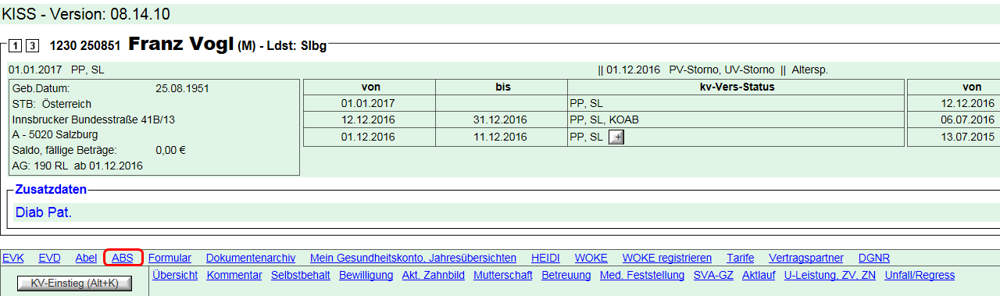 KISS - Version: 08.14.10
1 3 1230 250851 Franz Vogl (M) - Ldst: Slbg
01.01.2017 PP, SL || 01.12.2016 PV-Storno, UV-Storno || Altersp.
Geb.Datum: 25.08.1951
STB: Österreich
Innsbrucker Bundesstraße 41B/13
A - 5020 Salzburg
Saldo, fällige Beträge: 0,00 €
AG: 190 RL ab 01.12.2016
von bis kv-Vers-Status von
01.01.2017 PP, SL 12.12.2016
12.12.2016 31.12.2016 PP, SL, KOAB 06.07.2016
01.12.2016 11.12.2016 PP, SL + 13.07.2015
Zusatzdaten
Diab Pat.
EVK EVD Abel ABS Formular Dokumentenarchiv Mein Gesundheitskonto, Jahresübersichten HEIDI WOKE WOKE registrieren Tarife Vertragspartner DGNR
KV-Einstieg (Alt+K) Übersicht Kommentar Selbstbehalt Bewilligung Akt. Zahnbild Mutterschaft Betreuung Med. Feststellung SVA-GZ Aktlauf U-Leistung, ZV, ZN Unfall/Regress